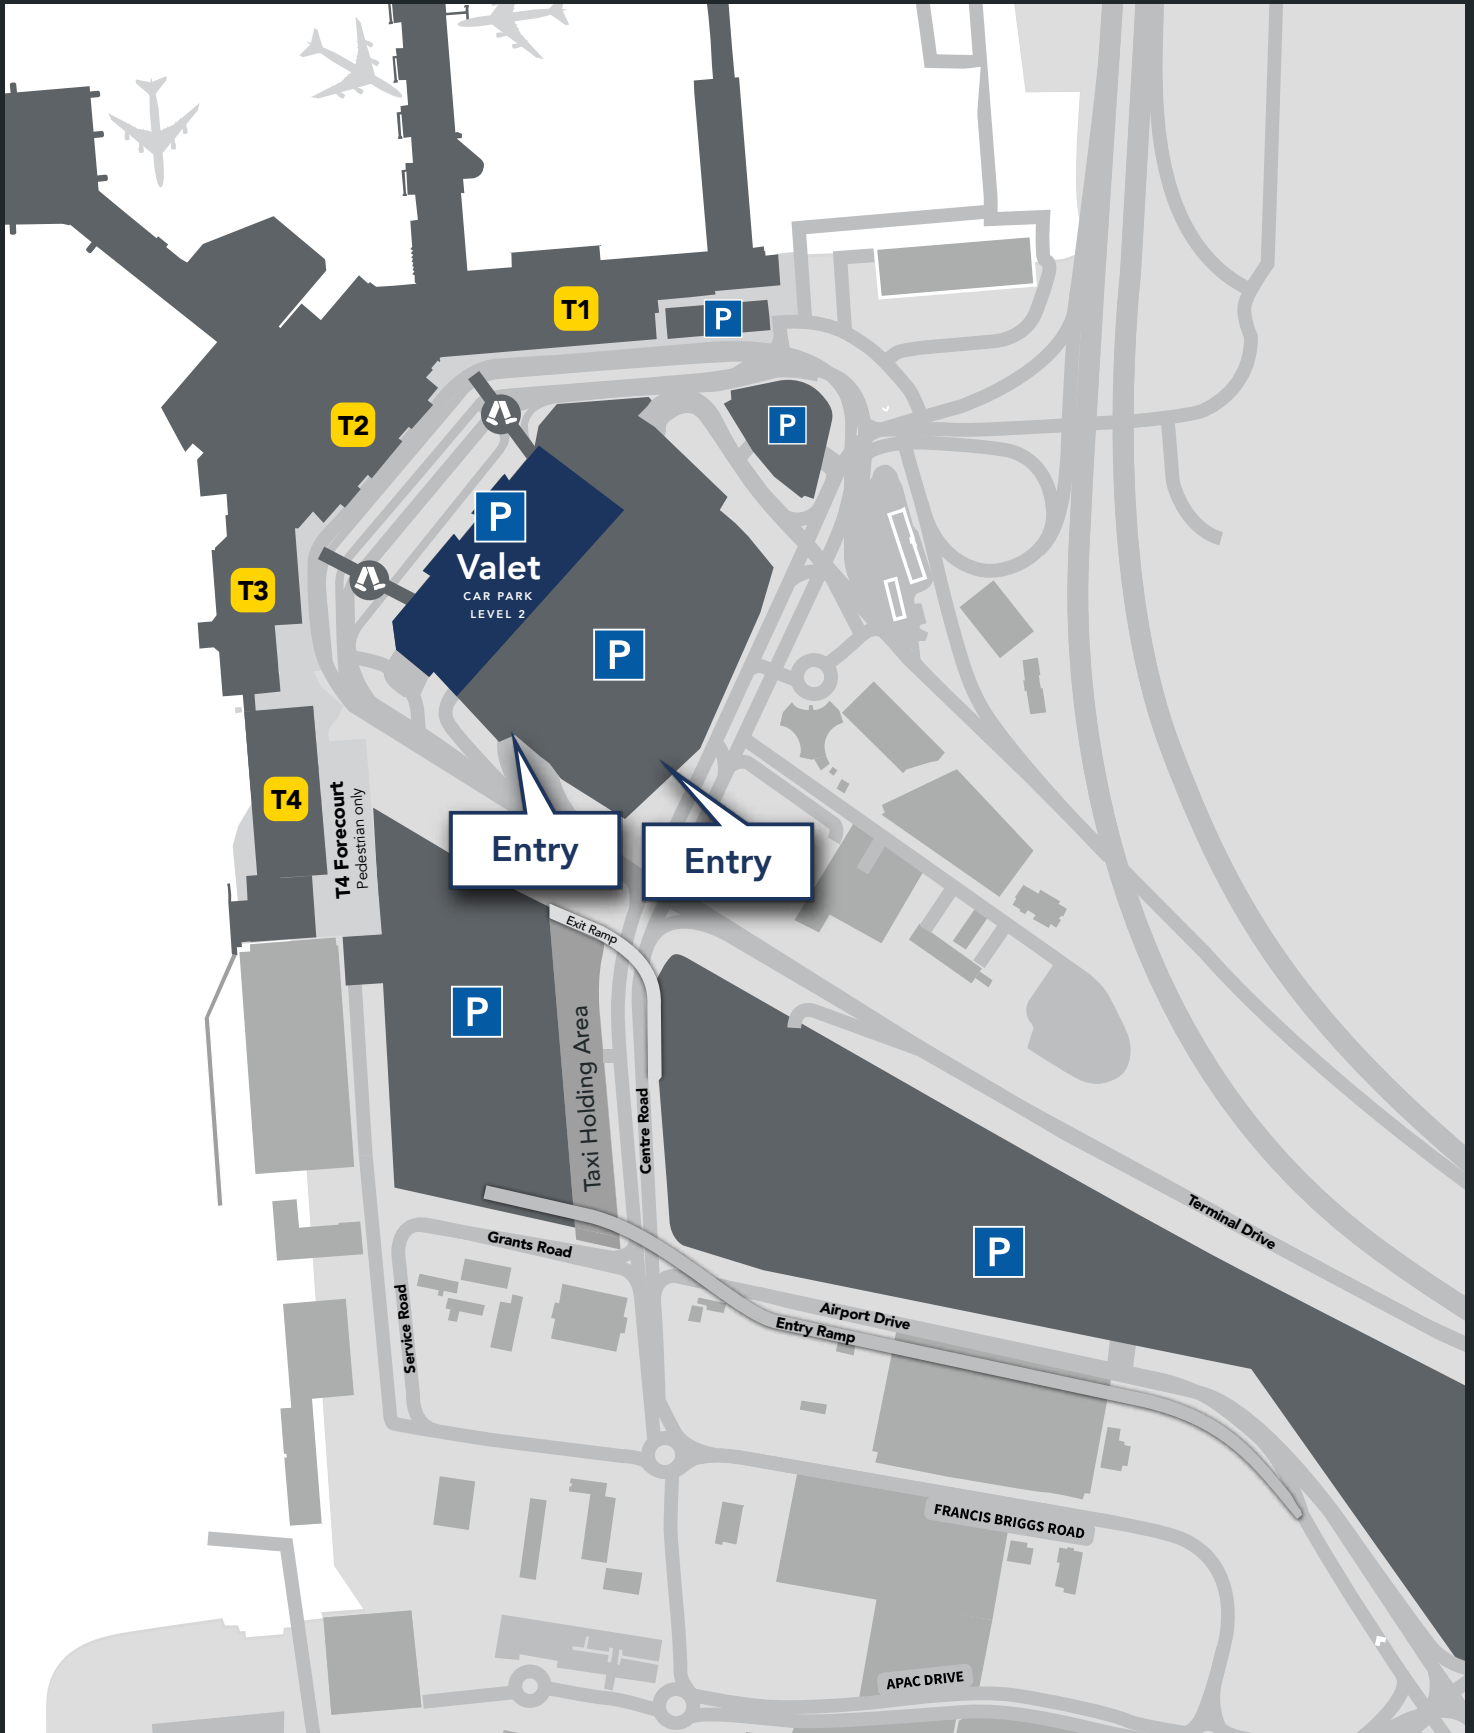 T1
P
T2
P
P
Valet
CAR PARK
LEVEL 2
T3
P
T4
T4 Forecourt
Pedestrian only
Entry
Entry
Exit Ramp
P
Taxi Holding Area
Centre Road
Terminal Drive
Grants Road
P
Service Road
Airport Drive
Entry Ramp
FRANCIS BRIGGS ROAD
APAC DRIVE